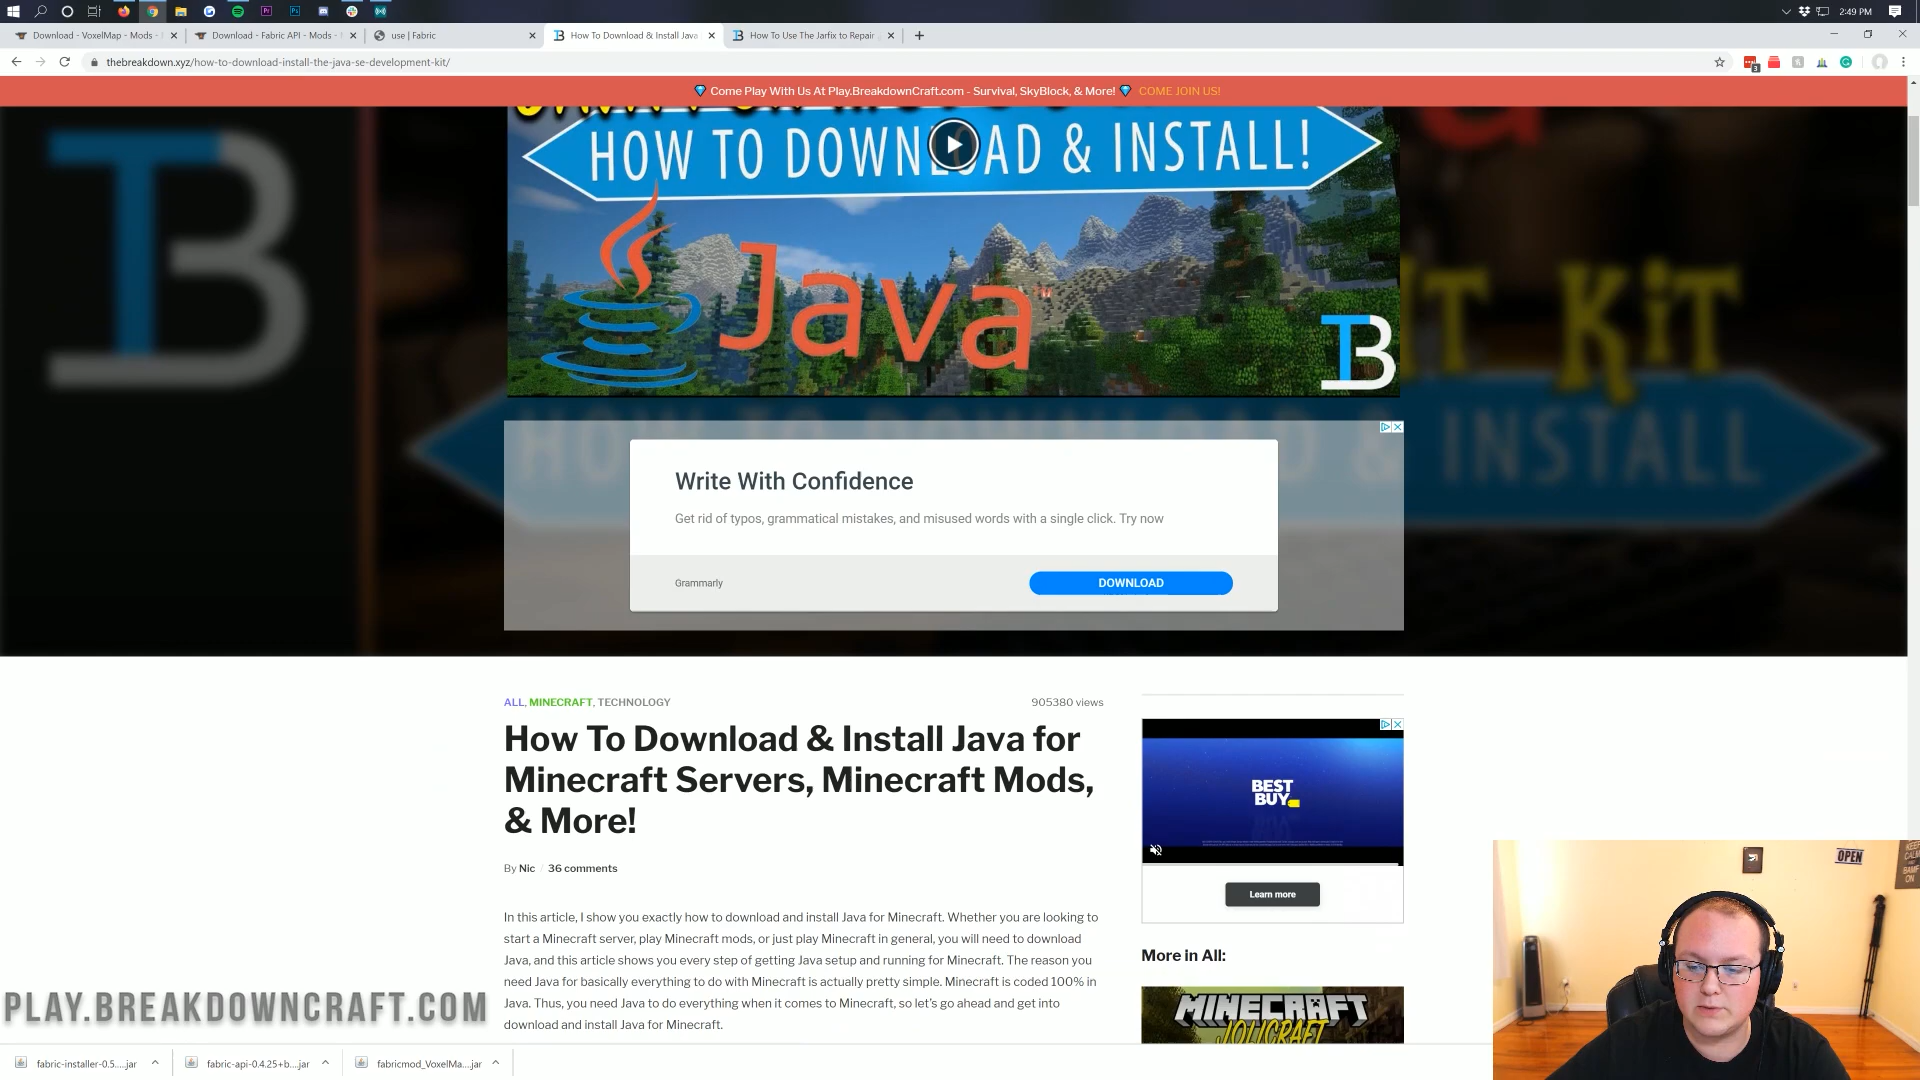 2:49 PM
Download - VoxelMap - Mods -
Download - Fabric API - Mods -
use | Fabric
How To Download & Install Java
How To Use The Jarfix to Repair
thebreakdown.xyz/how-to-download-install-the-java-se-development-kit/
3
Come Play With Us At Play.BreakdownCraft.com - Survival, SkyBlock, & More! COME JOIN US!
HOW TO DOWNLOAD & INSTALL!
Java
TB
TB
T KiT
INSTALL
Write With Confidence
Get rid of typos, grammatical mistakes, and misused words with a single click. Try now
Grammarly
DOWNLOAD
ALL, MINECRAFT, TECHNOLOGY
905380 views
How To Download & Install Java for
Minecraft Servers, Minecraft Mods,
& More!
By Nic / 36 comments
In this article, I show you exactly how to download and install Java for Minecraft. Whether you are looking to
start a Minecraft server, play Minecraft mods, or just play Minecraft in general, you will need to download
Java, and this article shows you every step of getting Java setup and running for Minecraft. The reason you
need Java for basically everything to do with Minecraft is actually pretty simple. Minecraft is coded 100% in
Java. Thus, you need Java to do everything when it comes to Minecraft, so let's go ahead and get into
download and install Java for Minecraft.
BEST
BUY
Learn more
More in All:
MINECRAFT
JOLICRAFT
OPEN
KEEP
CALM
AND
BAMF
ON
PLAY.BREAKDOWNCRAFT.COM
fabric-installer-0.5....jar
fabric-api-0.4.25+b....jar
fabricmod_VoxelMa....jar